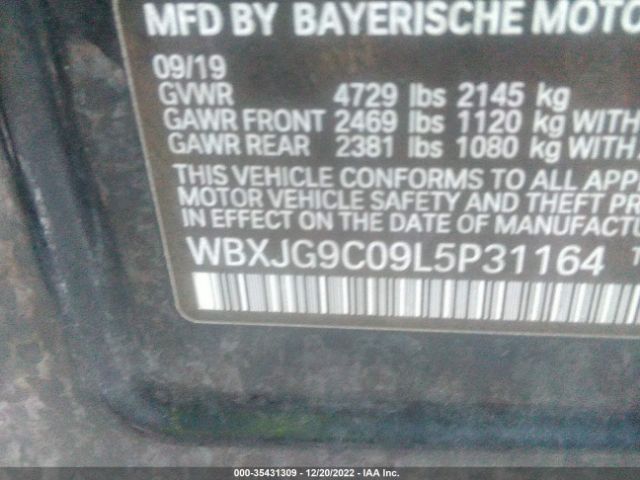 MFD BY BAYERISCHE MOTO
09/19
GVWR 4729 lbs 2145 kg
GAWR FRONT 2469 lbs 1120 kg WITH
GAWR REAR 2381 lbs 1080 kg WITH
THIS VEHICLE CONFORMS TO ALL APP
MOTOR VEHICLE SAFETY AND THEFT P
IN EFFECT ON THE DATE OF MANUFACTU
WBXJG9C09L5P31164 T
000-35431309 - 12/20/2022 - IAA Inc.